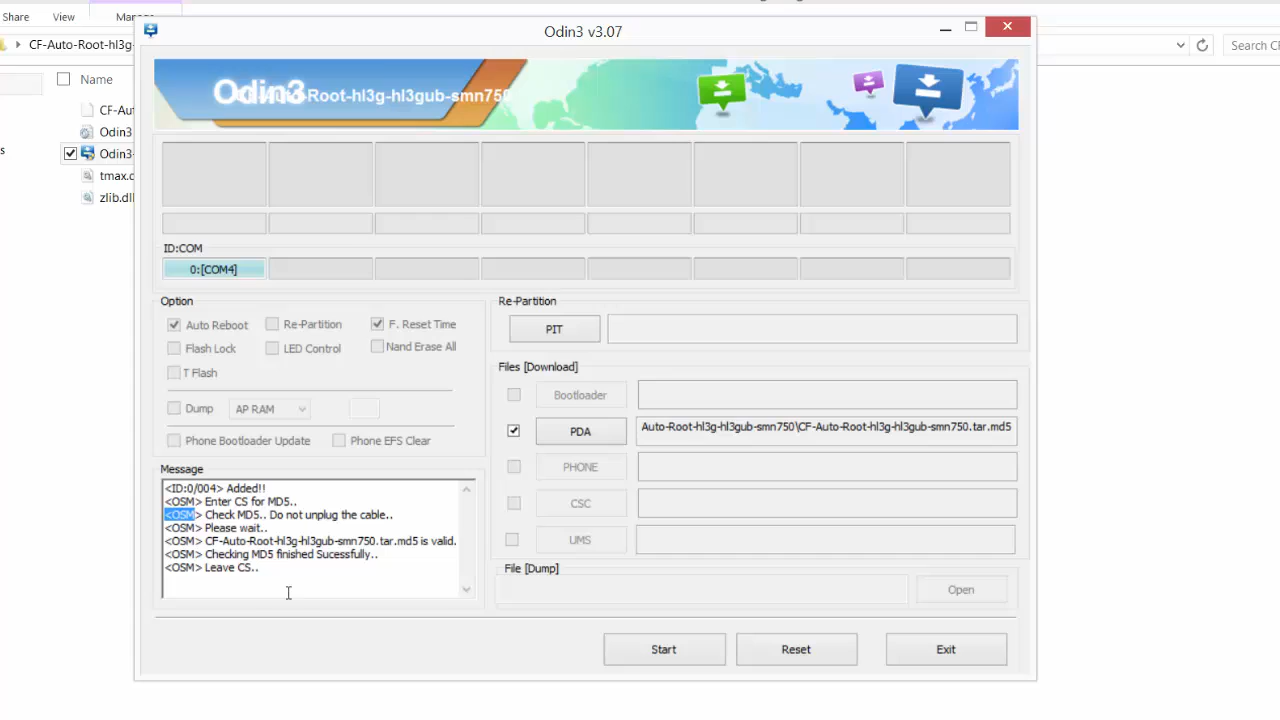 Share View Man
Odin3 v3.07
CF-Auto-Root-hl3g-
Search CF
Name
CF-Au
Odin3
Odin3-
tmax.d
zlib.dll
Odin3
Root-hl3g-hl3gub-smn750
ID:COM
0:[COM4]
Option
Auto Reboot
Re-Partition
F. Reset Time
Flash Lock
LED Control
Nand Erase All
T Flash
Dump
AP RAM
Phone Bootloader Update
Phone EFS Clear
Message
<ID:0/004> Added!!
<OSM> Enter CS for MD5..
<OSM> Check MD5.. Do not unplug the cable..
<OSM> Please wait..
<OSM> CF-Auto-Root-hl3g-hl3gub-smn750.tar.md5 is valid.
<OSM> Checking MD5 finished Sucessfully..
<OSM> Leave CS..
Re-Partition
PIT
Files [Download]
Bootloader
PDA
Auto-Root-hl3g-hl3gub-smn750\CF-Auto-Root-hl3g-hl3gub-smn750.tar.md5
PHONE
CSC
UMS
File [Dump]
Open
Start
Reset
Exit